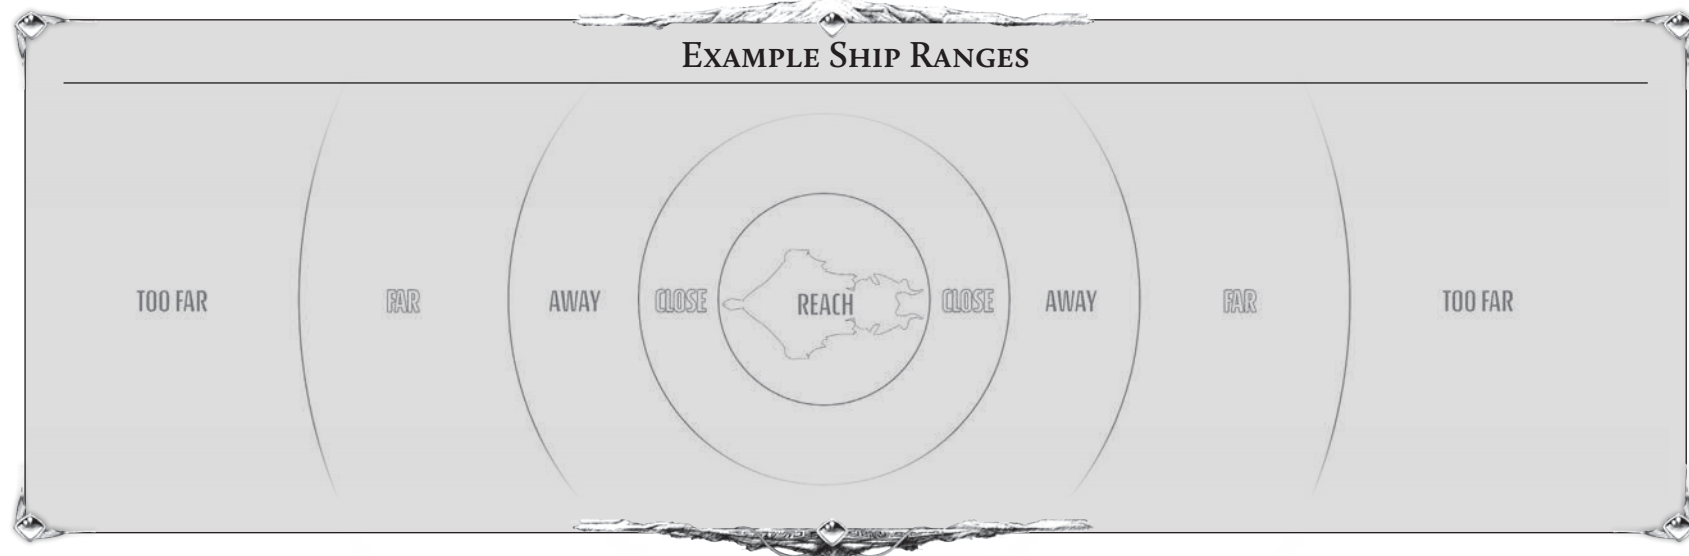 Example Ship Ranges
TOO FAR FAR AWAY CLOSE REACH CLOSE AWAY FAR TOO FAR